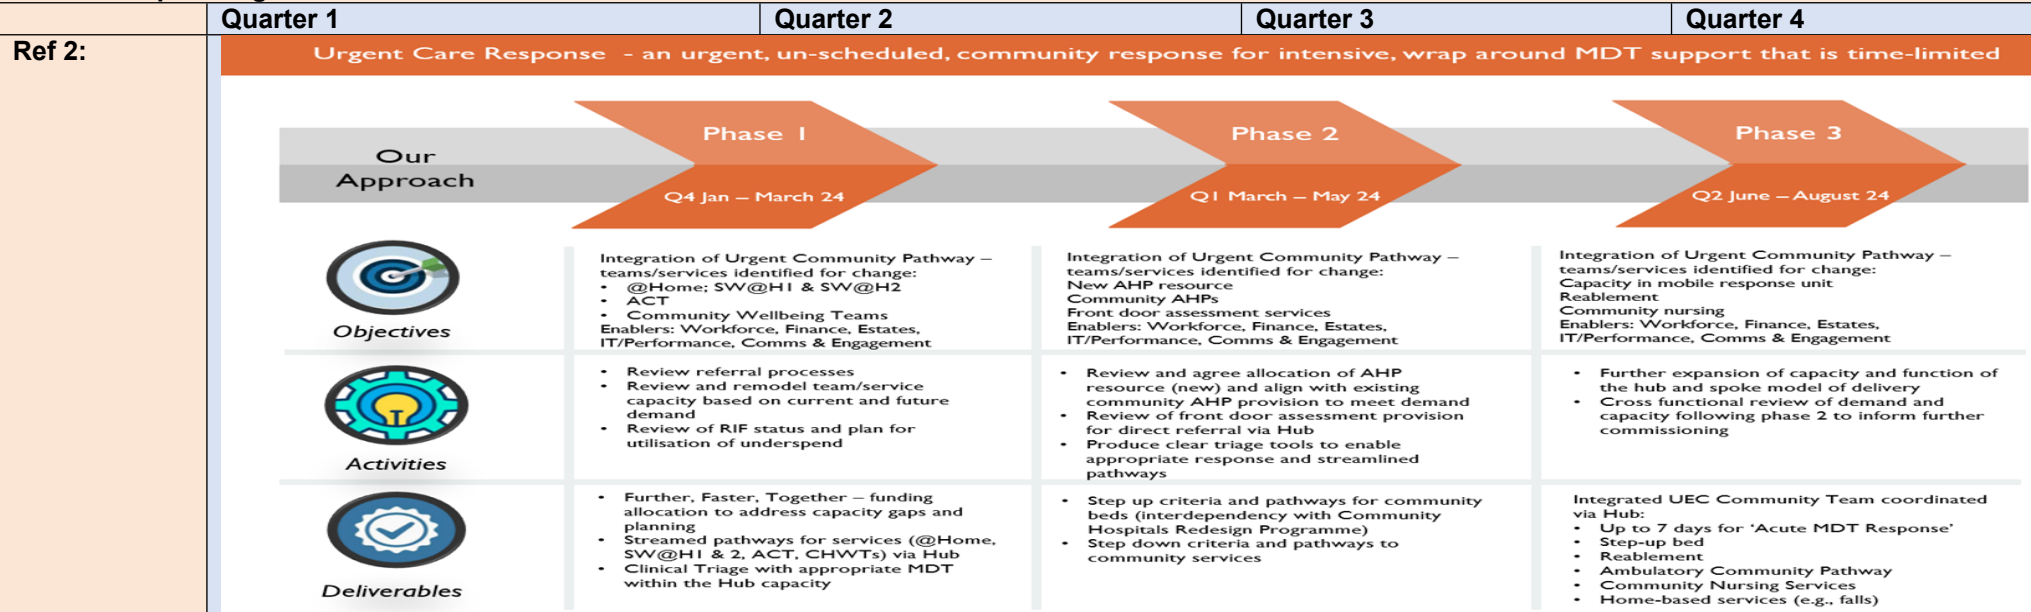 Quarter 1
Quarter 2
Quarter 3
Quarter 4
Ref 2:
Urgent Care Response - an urgent, un-scheduled, community response for intensive, wrap around MDT support that is time-limited
Our
Approach
Phase 1
Q4 Jan – March 24
Phase 2
Q1 March – May 24
Phase 3
Q2 June – August 24
Objectives
Integration of Urgent Community Pathway –
teams/services identified for change:
• @Home; SW@H1 & SW@H2
• ACT
• Community Wellbeing Teams
Enablers: Workforce, Finance, Estates,
IT/Performance, Comms & Engagement
Integration of Urgent Community Pathway –
teams/services identified for change:
New AHP resource
Community AHPs
Front door assessment services
Enablers: Workforce, Finance, Estates,
IT/Performance, Comms & Engagement
Integration of Urgent Community Pathway –
teams/services identified for change:
Capacity in mobile response unit
Reablement
Community nursing
Enablers: Workforce, Finance, Estates,
IT/Performance, Comms & Engagement
Activities
• Review referral processes
• Review and remodel team/service
capacity based on current and future
demand
• Review of RIF status and plan for
utilisation of underspend
• Review and agree allocation of AHP
resource (new) and align with existing
community AHP provision to meet demand
• Review of front door assessment provision
for direct referral via Hub
• Produce clear triage tools to enable
appropriate response and streamlined
pathways
• Further expansion of capacity and function of
the hub and spoke model of delivery
• Cross functional review of demand and
capacity following phase 2 to inform further
commissioning
Deliverables
• Further, Faster, Together – funding
allocation to address capacity gaps and
planning
• Streamed pathways for services (@Home,
SW@H1 & 2, ACT, CHWTs) via Hub
• Clinical Triage with appropriate MDT
within the Hub capacity
• Step up criteria and pathways for community
beds (interdependency with Community
Hospitals Redesign Programme)
• Step down criteria and pathways to
community services
Integrated UEC Community Team coordinated
via Hub:
• Up to 7 days for ‘Acute MDT Response’
• Step-up bed
• Reablement
• Ambulatory Community Pathway
• Community Nursing Services
• Home-based services (e.g., falls)